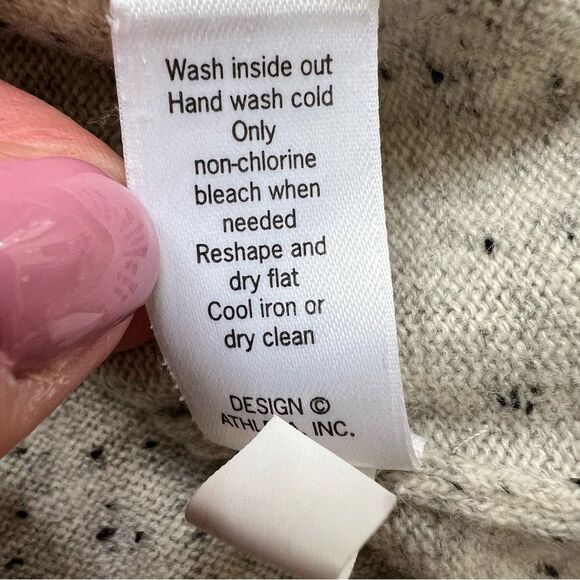 Wash inside out
Hand wash cold
Only
non-chlorine
bleach when
needed
Reshape and
dry flat
Cool iron or
dry clean
DESIGN ©
INC.